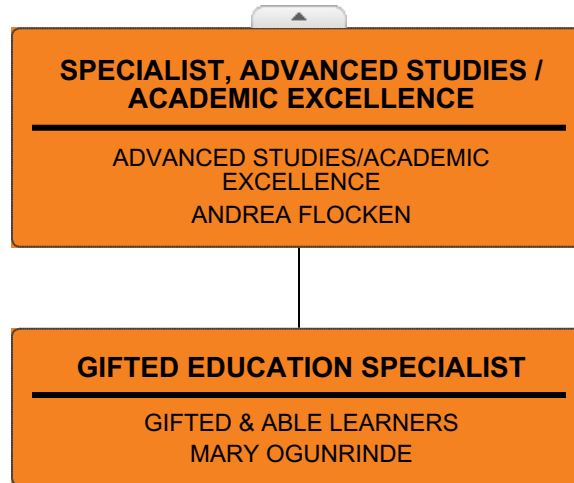 SPECIALIST, ADVANCED STUDIES /
ACADEMIC EXCELLENCE
ADVANCED STUDIES/ACADEMIC
EXCELLENCE
ANDREA FLOCKEN
GIFTED EDUCATION SPECIALIST
GIFTED & ABLE LEARNERS
MARY OGUNRINDE